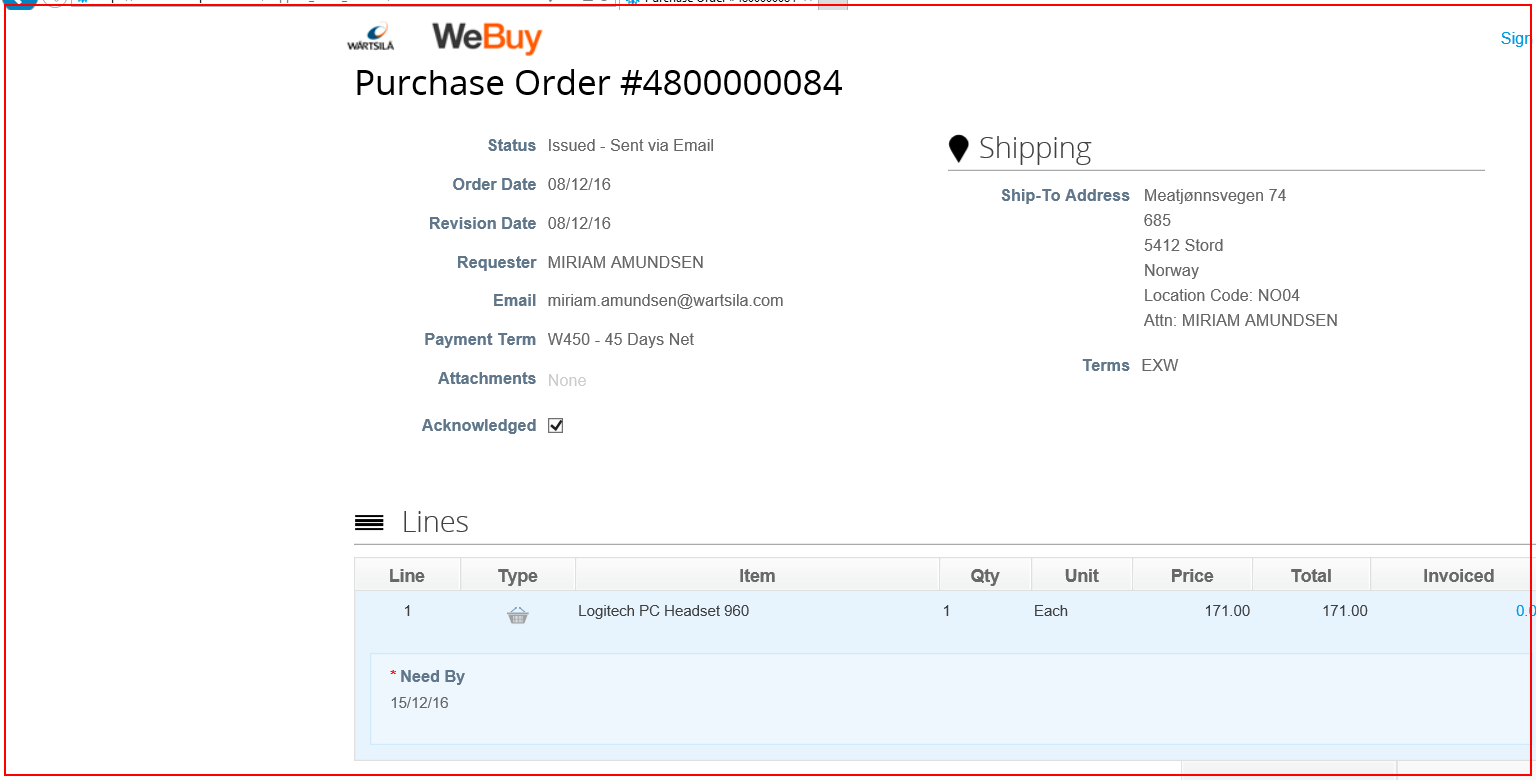 Purchase Order #4800000084
WÄRTSILÄ
WeBuy
Sign
Purchase Order #4800000084
Status Issued - Sent via Email
Order Date 08/12/16
Revision Date 08/12/16
Requester MIRIAM AMUNDSEN
Email miriam.amundsen@wartsila.com
Payment Term W450 - 45 Days Net
Attachments None
Acknowledged
Shipping
Ship-To Address Meatjønnsvegen 74
685
5412 Stord
Norway
Location Code: NO04
Attn: MIRIAM AMUNDSEN
Terms EXW
Lines
Line Type Item Qty Unit Price Total Invoiced
1 Logitech PC Headset 960 1 Each 171.00 171.00 0.0
* Need By
15/12/16